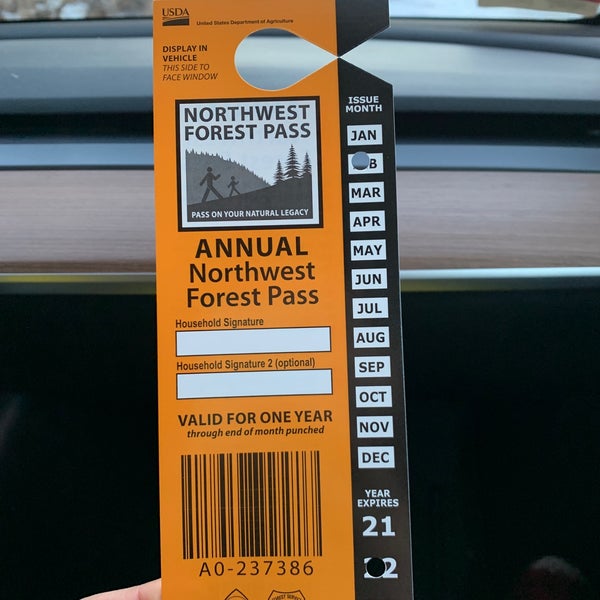 USDA
United States Department of Agriculture
DISPLAY IN
VEHICLE
THIS SIDE TO
FACE WINDOW
NORTHWEST
FOREST PASS
PASS ON YOUR NATURAL LEGACY
ANNUAL
Northwest
Forest Pass
Household Signature
Household Signature 2 (optional)
VALID FOR ONE YEAR
through end of month punched
A0-237386
ISSUE
MONTH
JAN
B
MAR
APR
MAY
JUN
JUL
AUG
SEP
OCT
NOV
DEC
YEAR
EXPIRES
21
22